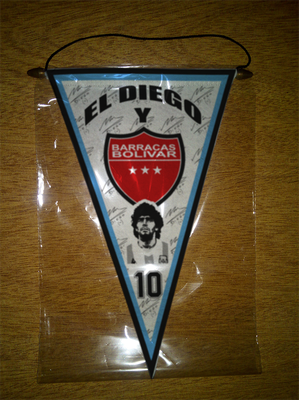 EL DIEGO
Y
BARRACAS
BOLIVAR
10